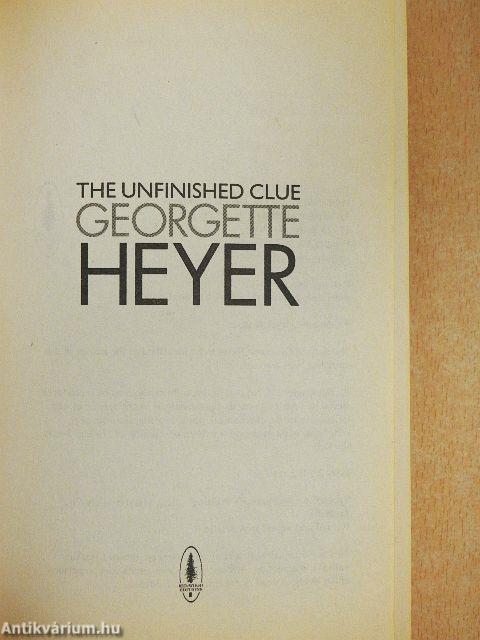 THE UNFINISHED CLUE
GEORGETTE
HEYER
Antikvárium.hu